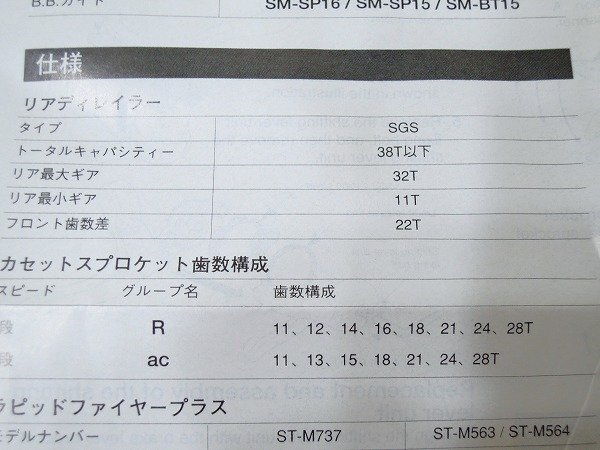 B.B.ガイド SM-SP16 / SM-SP15 / SM-BT15
仕様
リアディレイラー
タイプ SGS
トータルキャパシティー 38T以下
リア最大ギア 32T
リア最小ギア 11T
フロント歯数差 22T
カセットスプロケット歯数構成
スピード グループ名 歯数構成
段 R 11、12、14、16、18、21、24、28T
段 ac 11、13、15、18、21、24、28T
ラピッドファイヤープラス
モデルナンバー ST-M737 ST-M563 / ST-M564